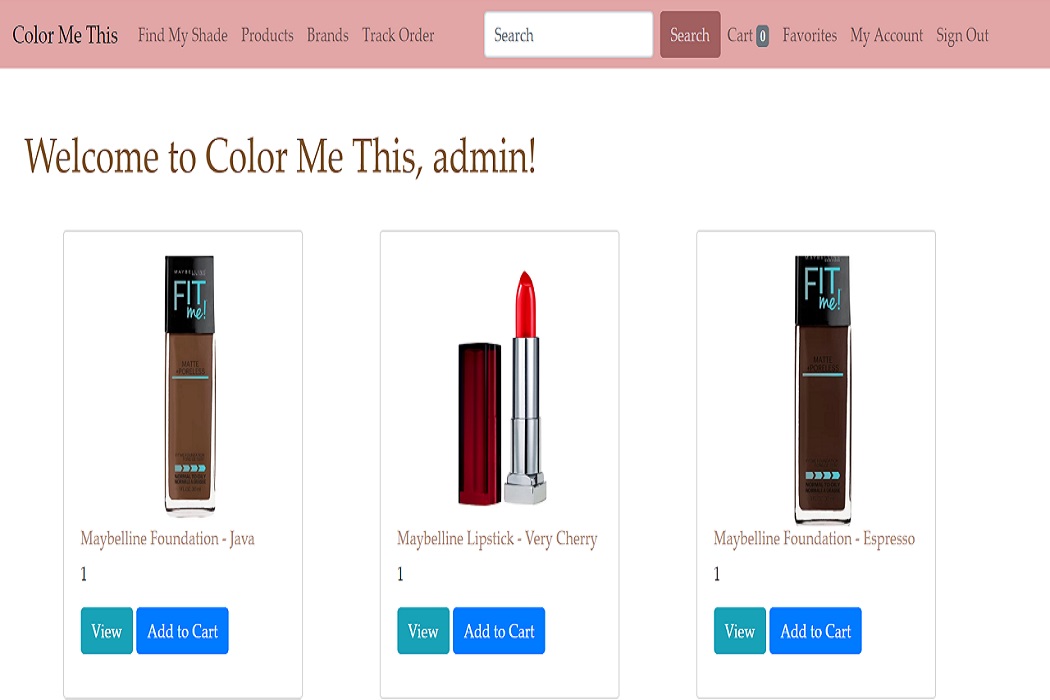 Color Me This Find My Shade Products Brands Track Order Search Search Cart 0 Favorites My Account Sign Out
Welcome to Color Me This, admin!
MAYBELLINE
FIT
me!
MATTE
+PORELESS
NORMAL TO OILY
Maybelline Foundation - Java
1
View Add to Cart
Maybelline Lipstick - Very Cherry
1
View Add to Cart
FIT
me!
MATTE
+PORELESS
Maybelline Foundation - Espresso
1
View Add to Cart